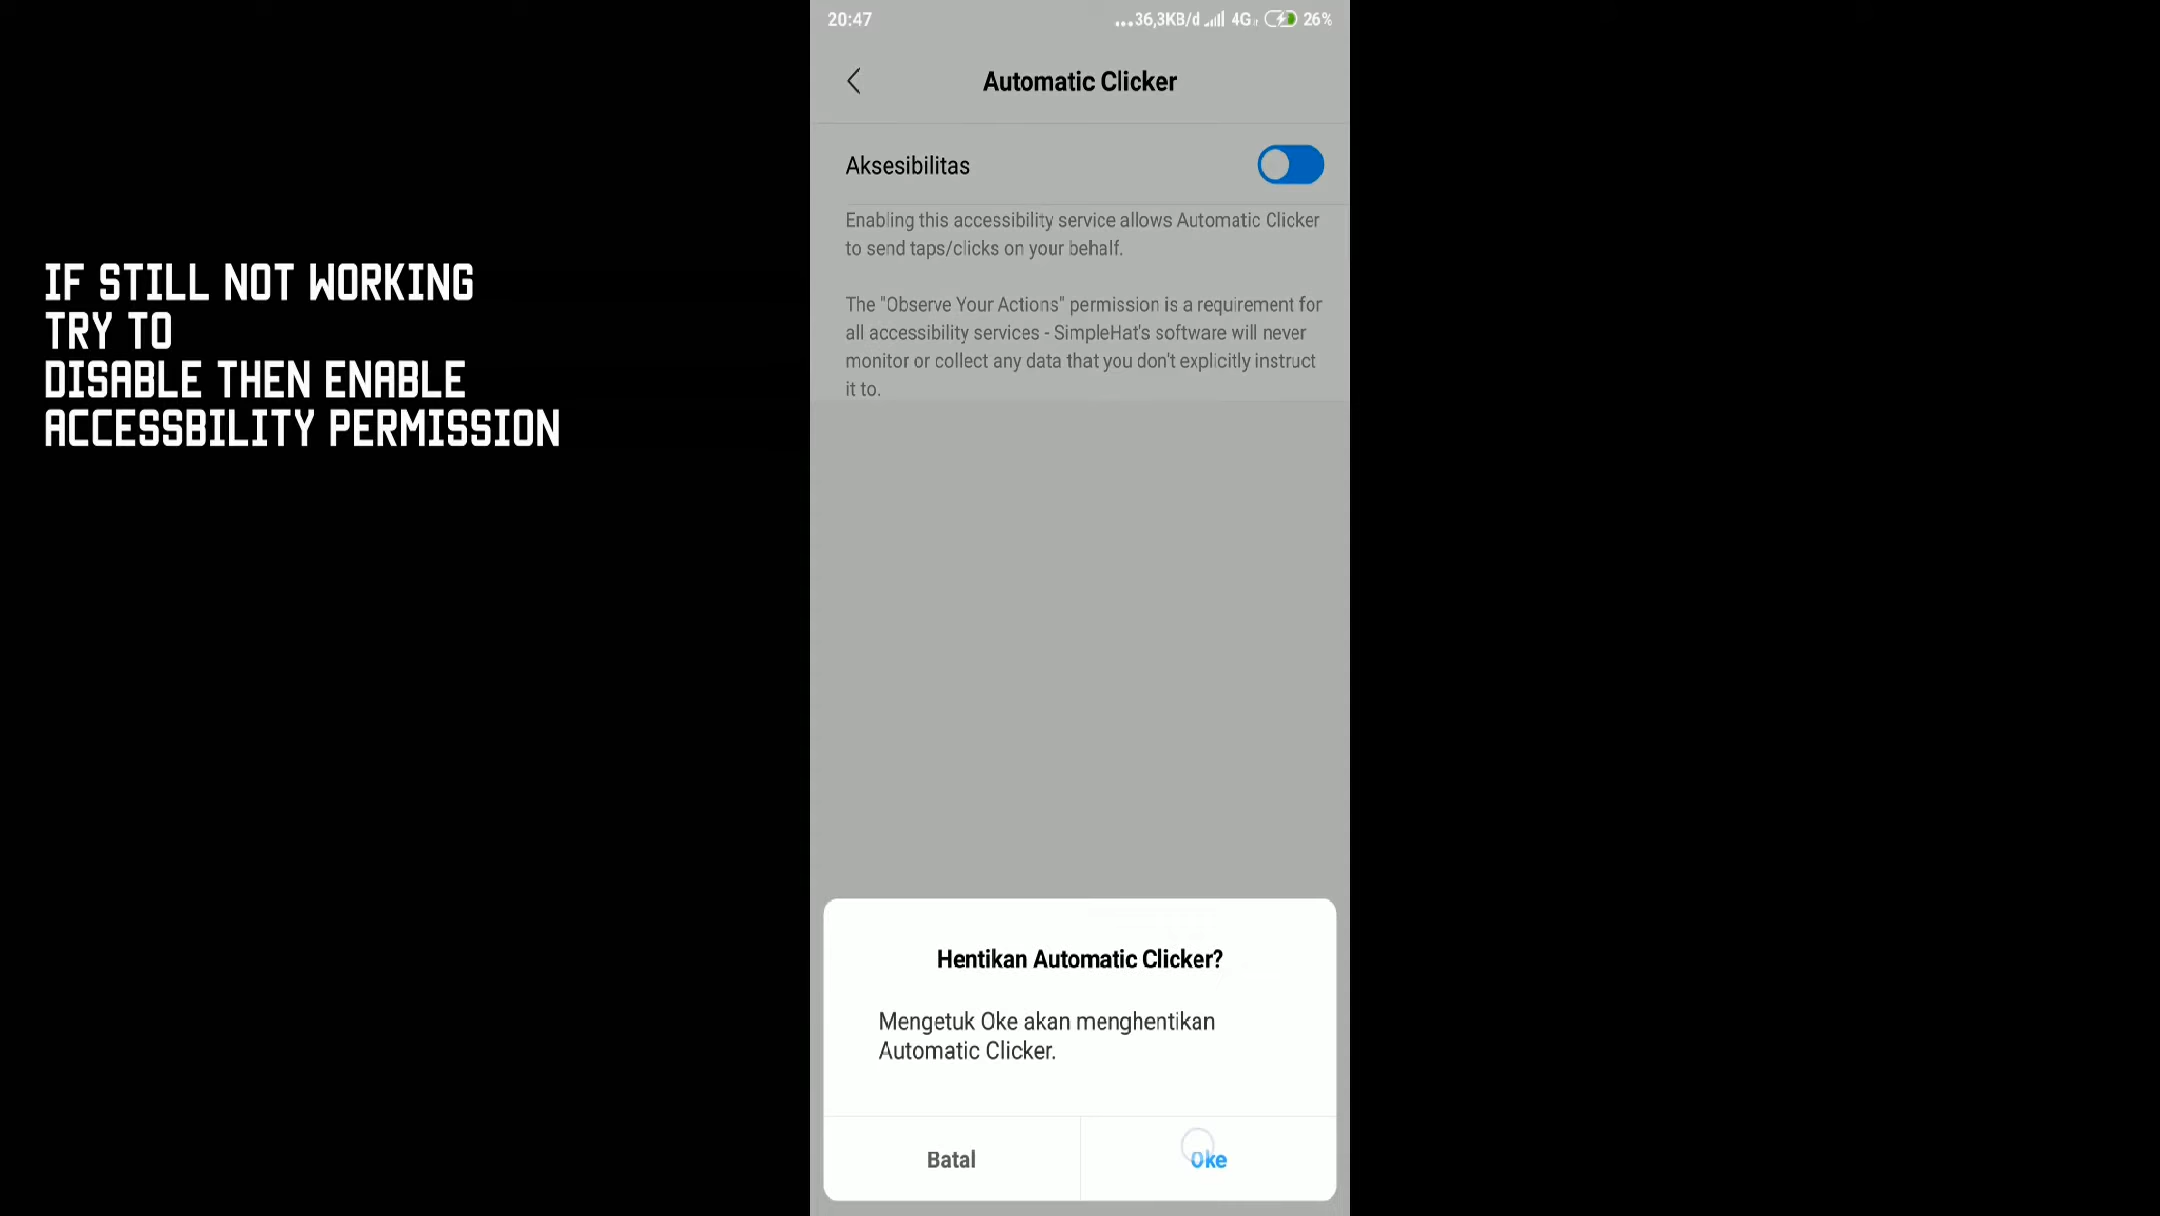 IF STILL NOT WORKING
TRY TO
DISABLE THEN ENABLE
ACCESSBILITY PERMISSION
20:47
...36,3KB/d 4G 26%
Automatic Clicker
Aksesibilitas
Enabling this accessibility service allows Automatic Clicker
to send taps/clicks on your behalf.
The "Observe Your Actions" permission is a requirement for
all accessibility services - SimpleHat's software will never
monitor or collect any data that you don't explicitly instruct
it to.
Hentikan Automatic Clicker?
Mengetuk Oke akan menghentikan
Automatic Clicker.
Batal
Oke